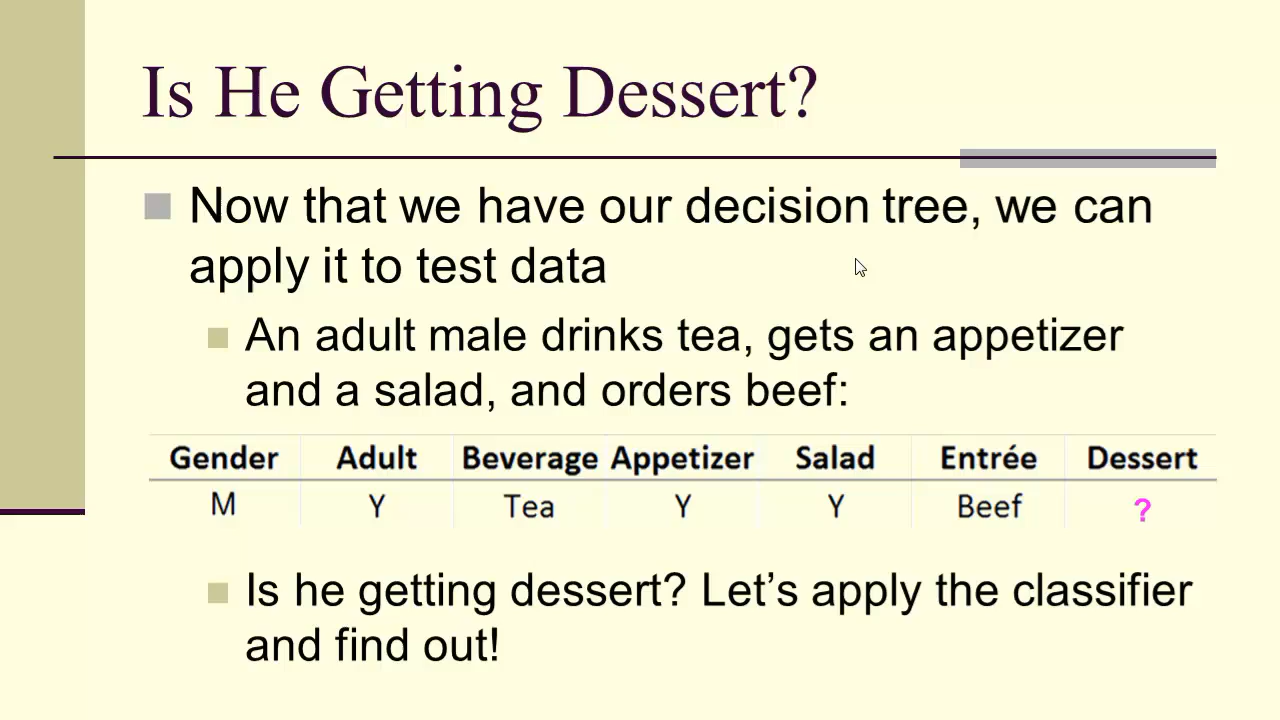 Is He Getting Dessert?
Now that we have our decision tree, we can
apply it to test data
An adult male drinks tea, gets an appetizer
and a salad, and orders beef:
Gender Adult Beverage Appetizer Salad Entrée Dessert
M Y Tea Y Y Beef ?
Is he getting dessert? Let’s apply the classifier
and find out!